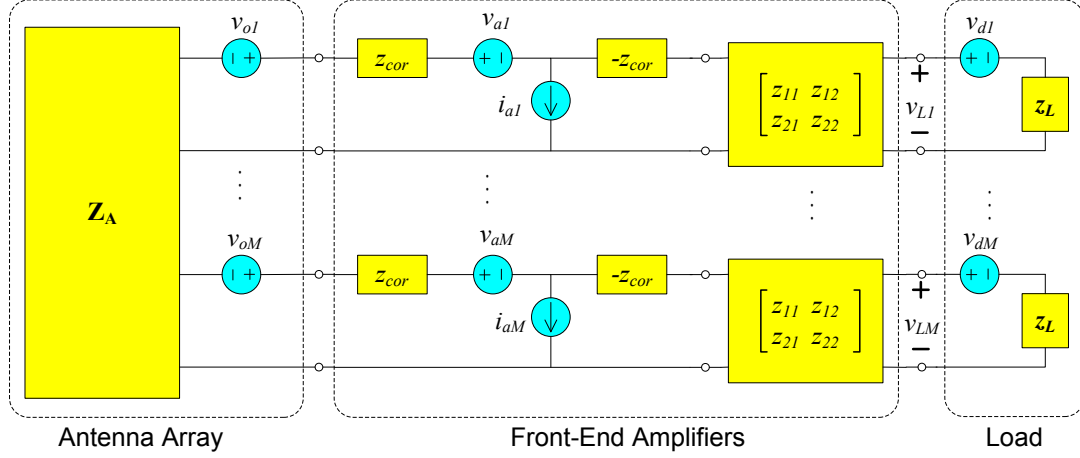 v_o1 v_a1 v_d1
z_cor -z_cor
i_a1
z_11 z_12
z_21 z_22
+
v_L1
−
z_L
Z_A
v_oM v_aM v_dM
z_cor -z_cor
i_aM
z_11 z_12
z_21 z_22
+
v_LM
−
z_L
Antenna Array Front-End Amplifiers Load